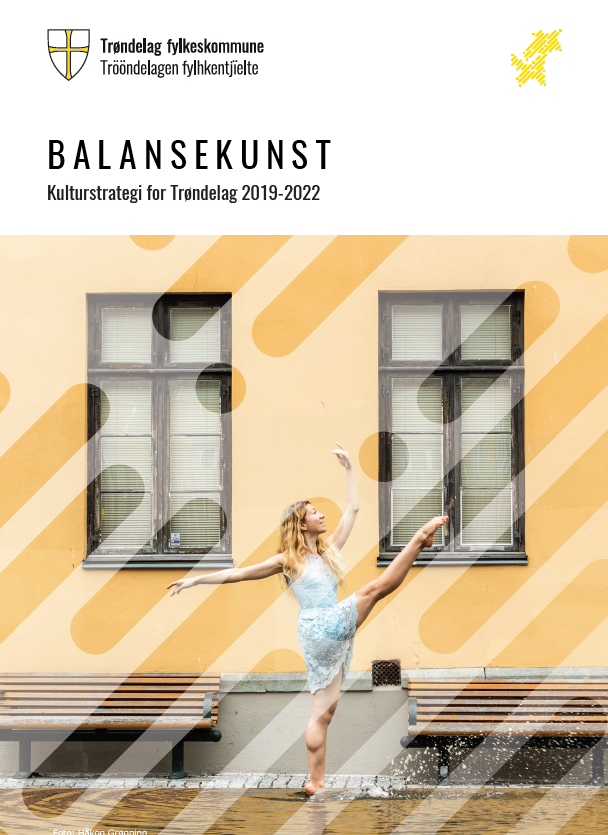 Trøndelag fylkeskommune
Trööndelagen fylhkentjïelte
BALANSEKUNST
Kulturstrategi for Trøndelag 2019-2022
Foto: Håkon Grønning